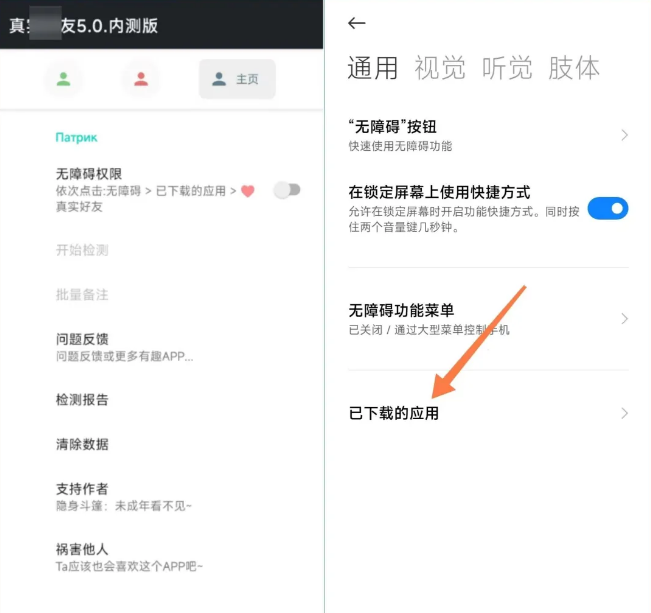 真 友5.0.内测版
主页
Патрик
无障碍权限
依次点击:无障碍 > 已下载的应用 > ❤
真实好友
开始检测
批量备注
问题反馈
问题反馈或更多有趣APP...
检测报告
清除数据
支持作者
隐身斗篷：未成年看不见~
祸害他人
Ta应该也会喜欢这个APP吧~
通用 视觉 听觉 肢体
“无障碍”按钮
快速使用无障碍功能
在锁定屏幕上使用快捷方式
允许在锁定屏幕时开启功能快捷方式。同时按
住两个音量键几秒钟。
无障碍功能菜单
已关闭 / 通过大型菜单控制手机
已下载的应用